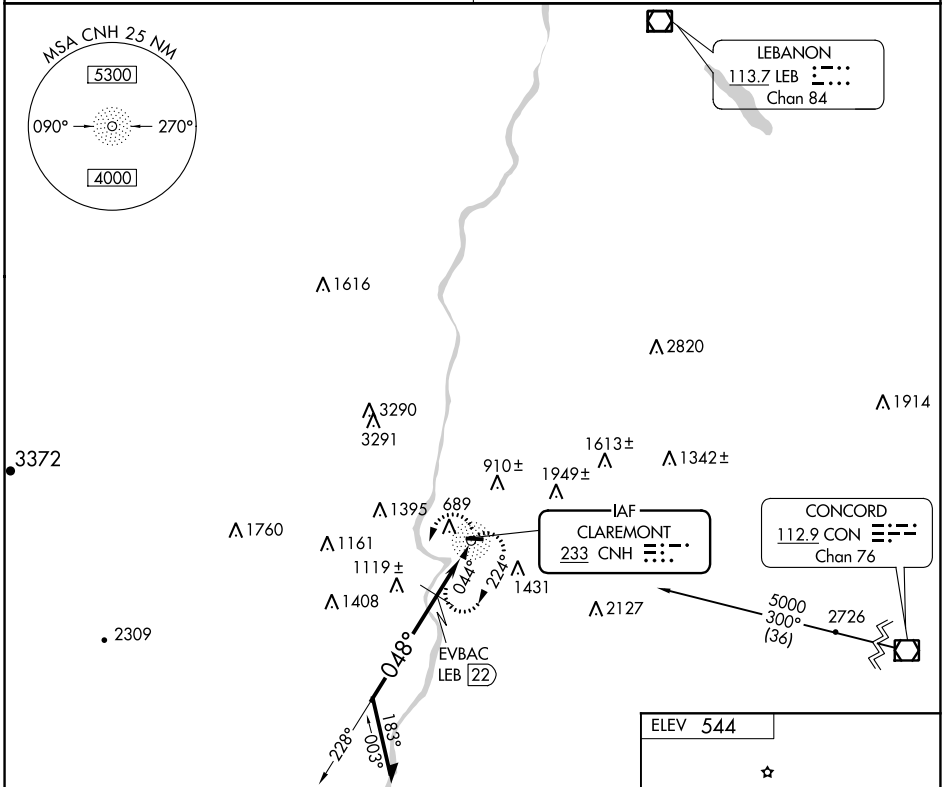 MSA CNH 25 NM
5300
090°
270°
4000
LEBANON
113.7 LEB
Chan 84
1616
2820
1914
3290
3291
3372
1613±
1342±
910±
1949±
1395
689
1760
1161
IAF
CLAREMONT
233 CNH
CONCORD
112.9 CON
Chan 76
1119±
1408
044°
224°
1431
2127
5000
300°
(36)
2726
2309
048°
EVBAC
LEB 22
228°
003°
183°
ELEV 544